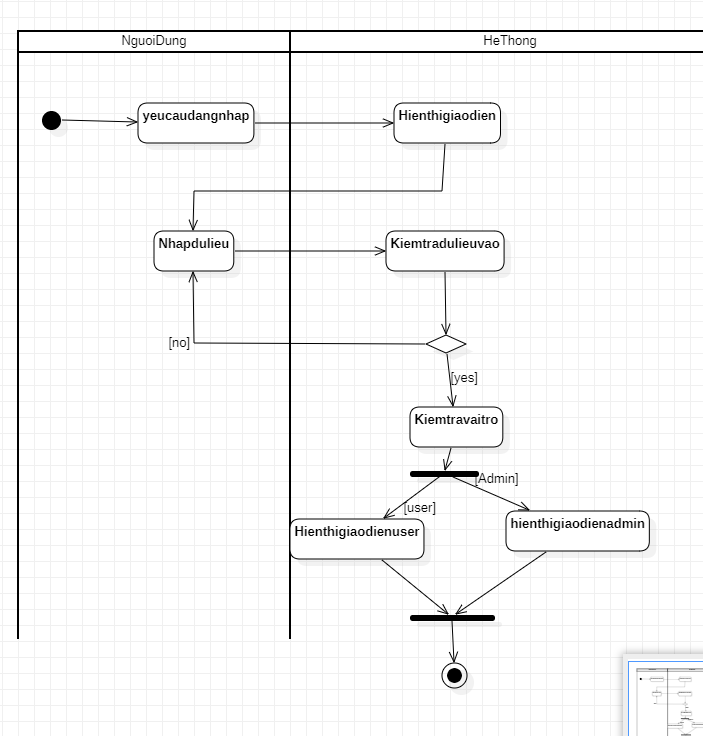 NguoiDung
HeThong
yeucaudangnhap
Hienthigiaodien
Nhapdulieu
Kiemtradulieuvao
[no]
[yes]
Kiemtravaitro
[Admin]
[user]
Hienthigiaodienuser
hienthigiaodienadmin